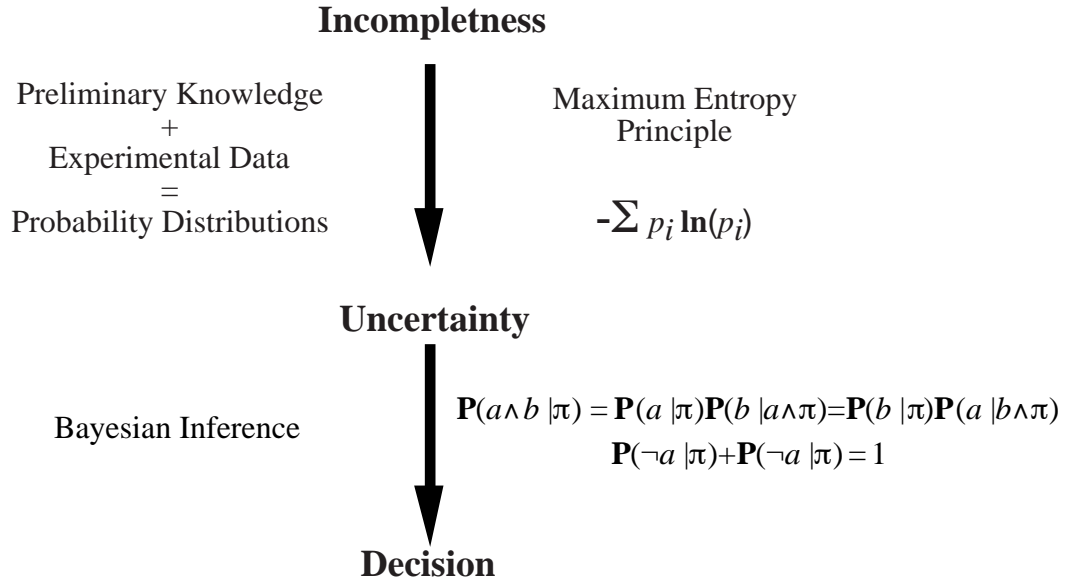 Incompletness
Preliminary Knowledge
+
Experimental Data
=
Probability Distributions
Maximum Entropy
Principle
-Σ p_i ln(p_i)
Uncertainty
Bayesian Inference
P(a∧b |π) = P(a |π)P(b |a∧π)=P(b |π)P(a |b∧π)
P(¬a |π)+P(¬a |π) = 1
Decision